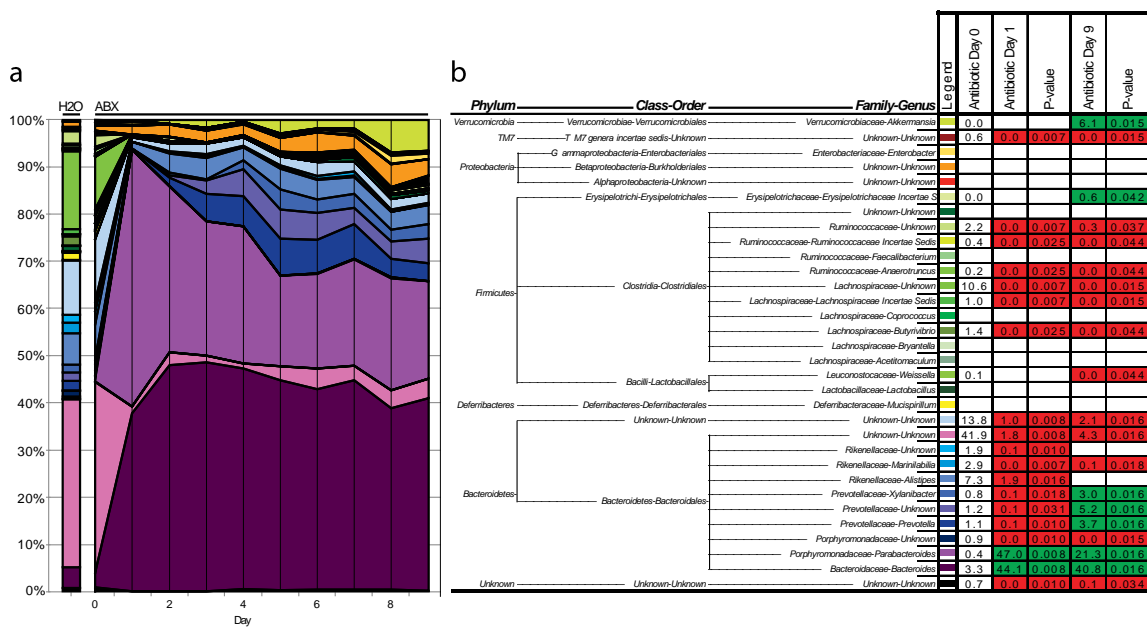 a
H2O ABX
100%
90%
80%
70%
60%
50%
40%
30%
20%
10%
0%
0 2 4 6 8
Day
b
Phylum Class-Order Family-Genus Legend Antibiotic Day 0 Antibiotic Day 1 P-value Antibiotic Day 9 P-value
Verrucomicrobia Verrucomicrobiae-Verrucomicrobiales Verrucomicrobiaceae-Akkermansia 0.0 6.1 0.015
TM7 T M7 genera incertae sedis-Unknown Unknown-Unknown 0.6 0.0 0.007 0.0 0.015
G ammaproteobacteria-Enterobacteriales Enterobacteriaceae-Enterobacter
Proteobacteria Betaproteobacteria-Burkholderiales Unknown-Unknown
Alphaproteobacteria-Unknown Unknown-Unknown
Erysipelotrichi-Erysipelotrichales Erysipelotrichaceae-Erysipelotrichaceae Incertae S 0.0 0.6 0.042
Unknown-Unknown
Ruminococcaceae-Unknown 2.2 0.0 0.007 0.3 0.037
Ruminococcaceae-Ruminococcaceae Incertae Sedis 0.4 0.0 0.025 0.0 0.044
Ruminococcaceae-Faecalibacterium
Ruminococcaceae-Anaerotruncus 0.2 0.0 0.025 0.0 0.044
Firmicutes Clostridia-Clostridiales Lachnospiraceae-Unknown 10.6 0.0 0.007 0.0 0.015
Lachnospiraceae-Lachnospiraceae Incertae Sedis 1.0 0.0 0.007 0.0 0.015
Lachnospiraceae-Coprococcus
Lachnospiraceae-Butyrivibrio 1.4 0.0 0.025 0.0 0.044
Lachnospiraceae-Bryantella
Lachnospiraceae-Acetitomaculum
Bacilli-Lactobacillales Leuconostocaceae-Weissella 0.1 0.0 0.044
Lactobacillaceae-Lactobacillus
Deferribacteres Deferribacteres-Deferribacterales Deferribacteraceae-Mucispirillum
Unknown-Unknown Unknown-Unknown 13.8 1.0 0.008 2.1 0.016
Unknown-Unknown 41.9 1.8 0.008 4.3 0.016
Rikenellaceae-Unknown 1.9 0.1 0.010
Rikenellaceae-Marinilabilia 2.9 0.0 0.007 0.1 0.018
Rikenellaceae-Alistipes 7.3 1.9 0.016
Bacteroidetes Bacteroidetes-Bacteroidales Prevotellaceae-Xylanibacter 0.8 0.1 0.018 3.0 0.016
Prevotellaceae-Unknown 1.2 0.1 0.031 5.2 0.016
Prevotellaceae-Prevotella 1.1 0.1 0.010 3.7 0.016
Porphyromonadaceae-Unknown 0.9 0.0 0.010 0.0 0.015
Porphyromonadaceae-Parabacteroides 0.4 47.0 0.008 21.3 0.016
Bacteroidaceae-Bacteroides 3.3 44.1 0.008 40.8 0.016
Unknown Unknown-Unknown Unknown-Unknown 0.7 0.0 0.010 0.1 0.034